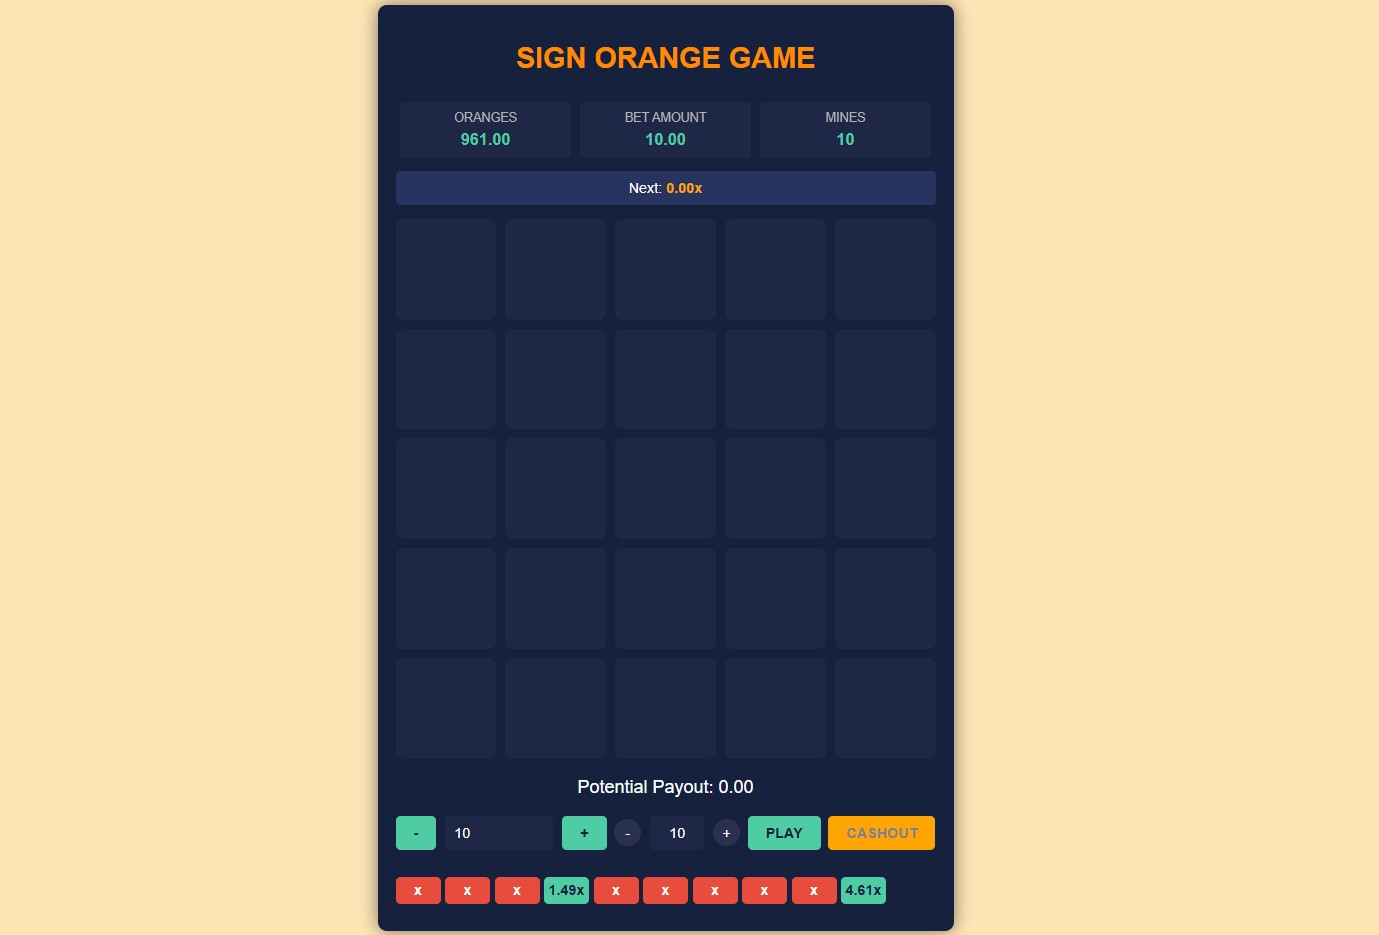 SIGN ORANGE GAME
ORANGES BET AMOUNT MINES
961.00 10.00 10
Next: 0.00x
Potential Payout: 0.00
- 10 + - 10 + PLAY CASHOUT
x x x 1.49x x x x x x 4.61x